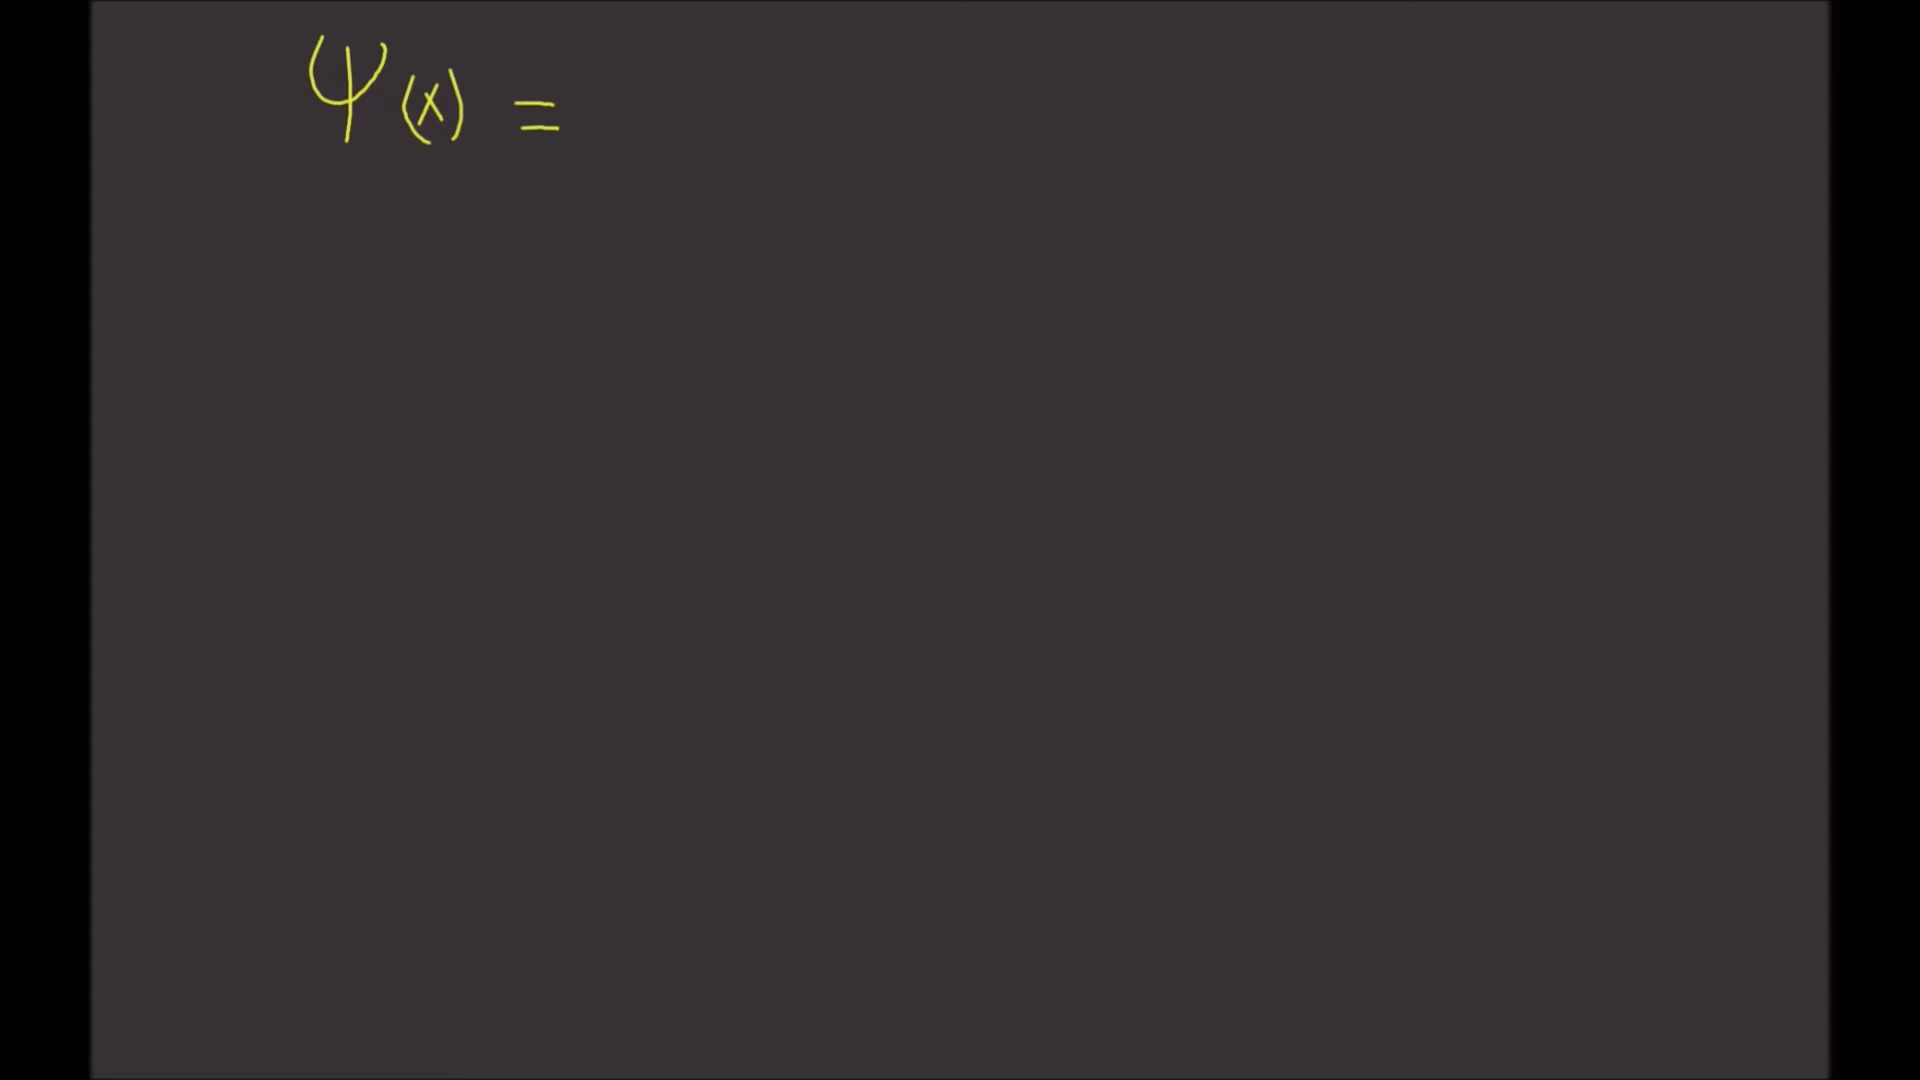 Ψ(x) =